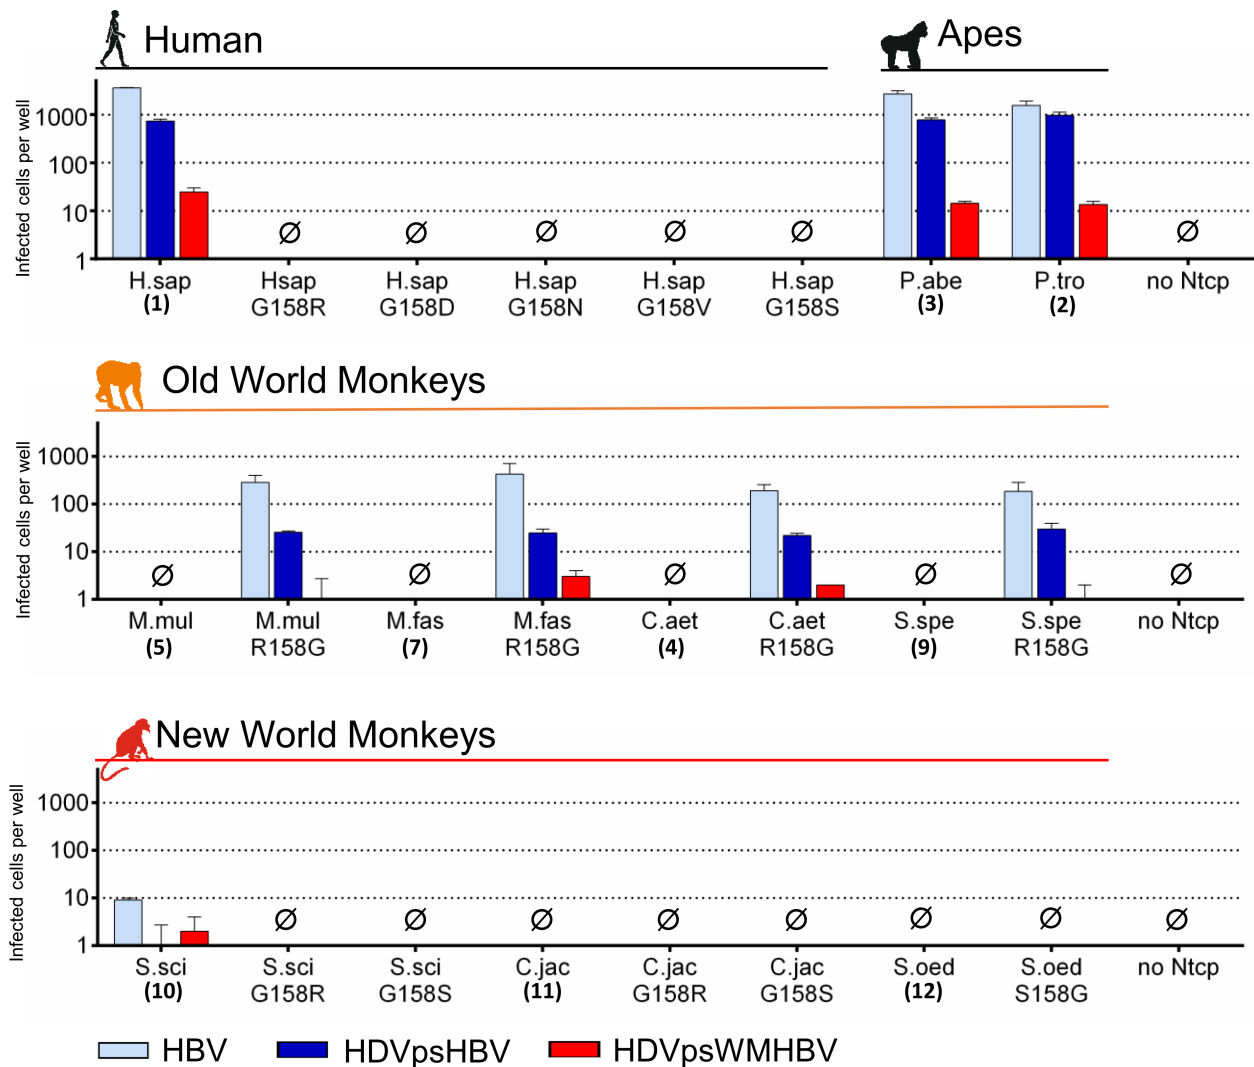 Human
Apes
Infected cells per well
1000
100
10
1
Ø Ø Ø Ø Ø Ø
H.sap Hsap H.sap H.sap H.sap H.sap P.abe P.tro no Ntcp
(1) G158R G158D G158N G158V G158S (3) (2)
Old World Monkeys
Infected cells per well
1000
100
10
1
Ø Ø Ø Ø Ø
M.mul M.mul M.fas M.fas C.aet C.aet S.spe S.spe no Ntcp
(5) R158G (7) R158G (4) R158G (9) R158G
New World Monkeys
Infected cells per well
1000
100
10
1
Ø Ø Ø Ø Ø Ø Ø Ø
S.sci S.sci S.sci C.jac C.jac C.jac S.oed S.oed no Ntcp
(10) G158R G158S (11) G158R G158S (12) S158G
HBV HDVpsHBV HDVpsWMHBV